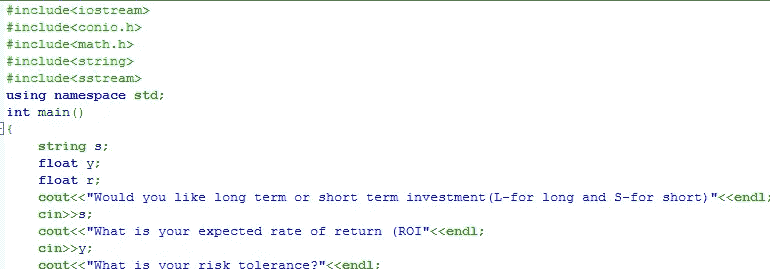 #include<iostream>
#include<conio.h>
#include<math.h>
#include<string>
#include<sstream>
using namespace std;
int main()
{
string s;
float y;
float r;
cout<<"Would you like long term or short term investment(L-for long and S-for short)"<<endl;
cin>>s;
cout<<"What is your expected rate of return (ROI"<<endl;
cin>>y;
cout<<"What is your risk tolerance?"<<endl;